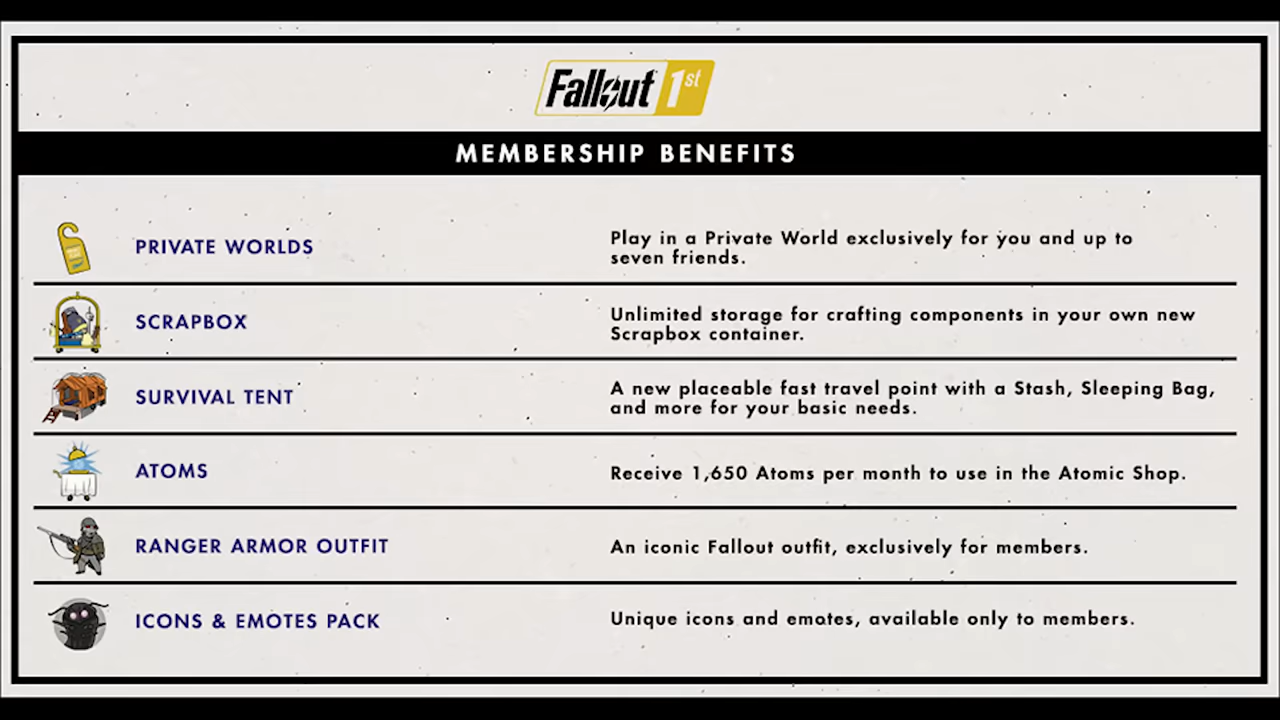 Fallout 1st
MEMBERSHIP BENEFITS
PRIVATE WORLDS
Play in a Private World exclusively for you and up to
seven friends.
SCRAPBOX
Unlimited storage for crafting components in your own new
Scrapbox container.
SURVIVAL TENT
A new placeable fast travel point with a Stash, Sleeping Bag,
and more for your basic needs.
ATOMS
Receive 1,650 Atoms per month to use in the Atomic Shop.
RANGER ARMOR OUTFIT
An iconic Fallout outfit, exclusively for members.
ICONS & EMOTES PACK
Unique icons and emotes, available only to members.